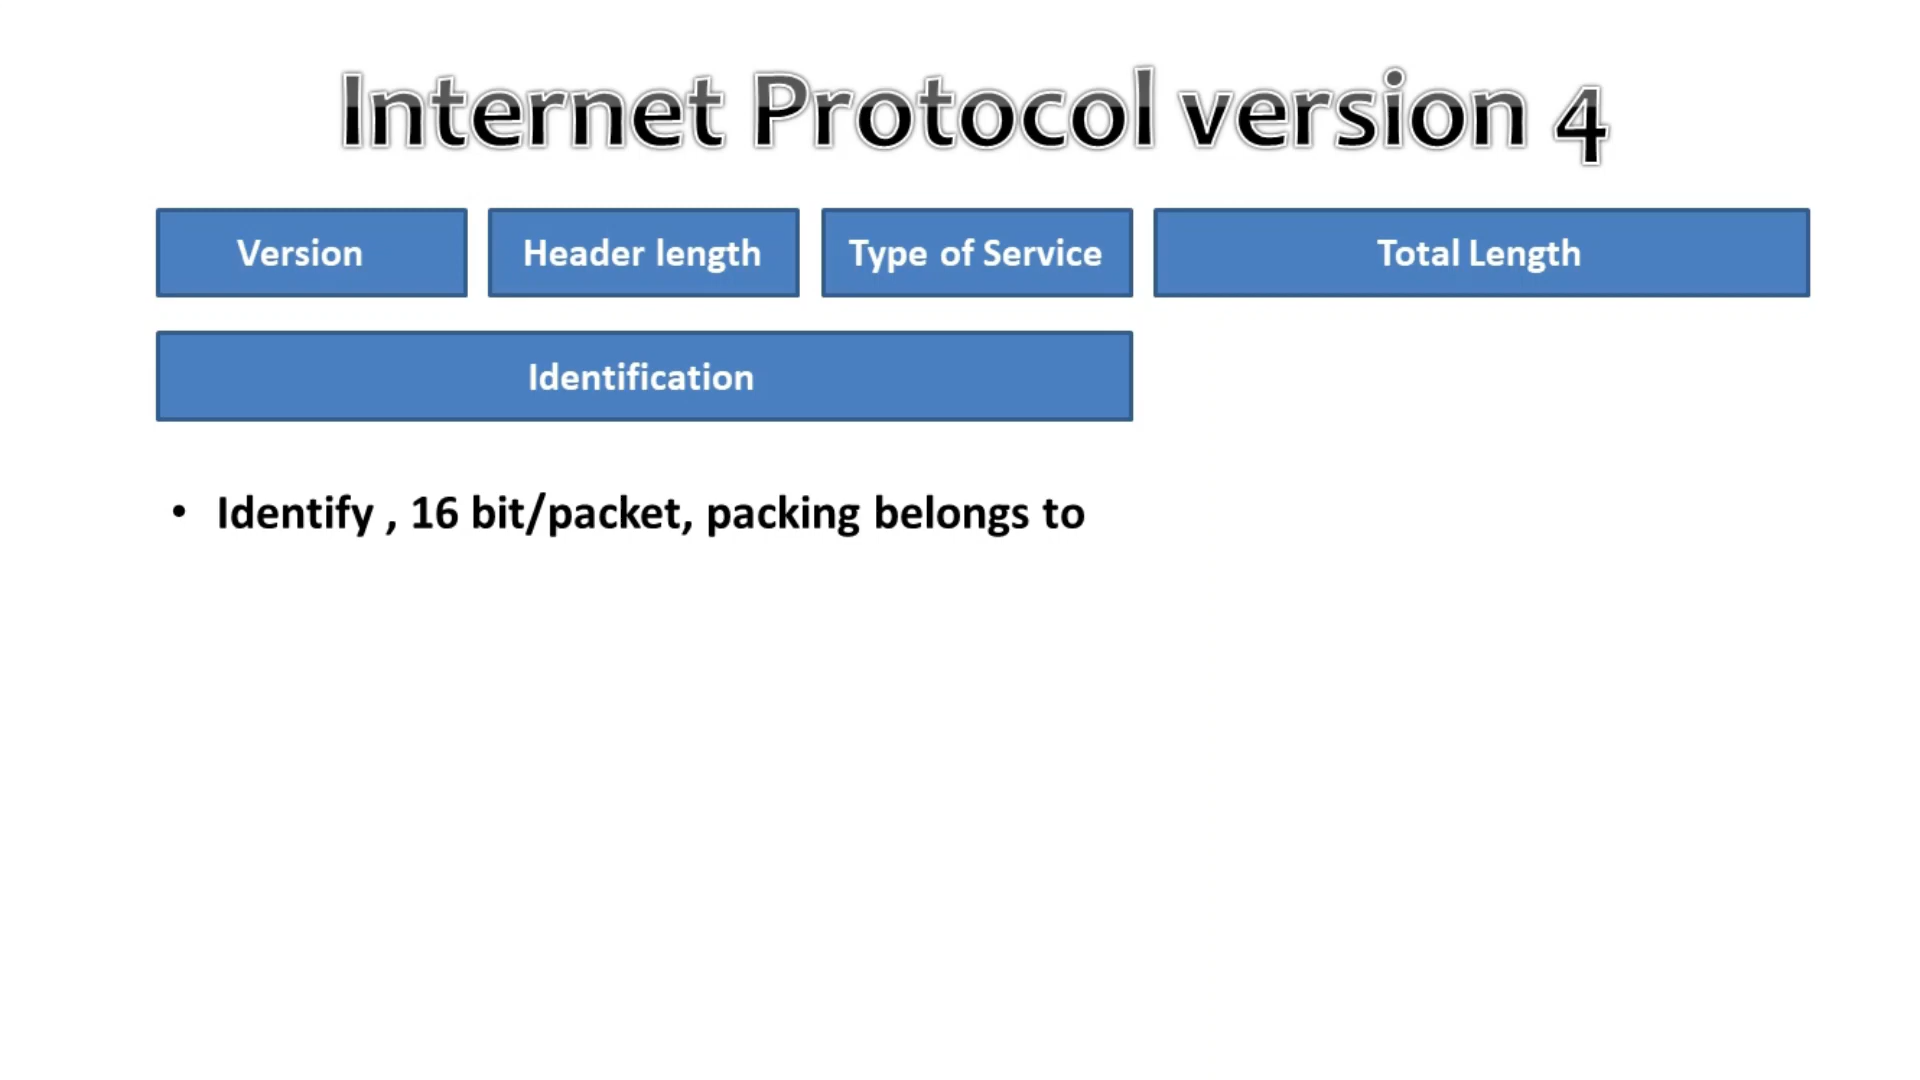 Internet Protocol version 4
Version Header length Type of Service Total Length
Identification
• Identify , 16 bit/packet, packing belongs to